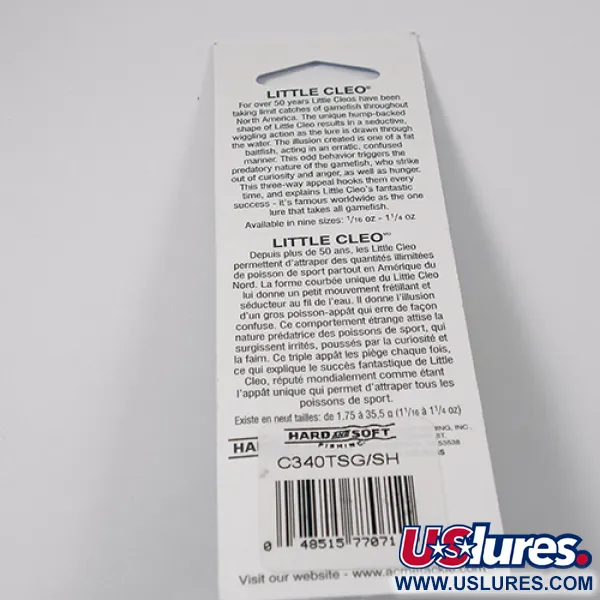 LITTLE CLEO®
For over 50 years Little Cleos have been
taking limit catches of gamefish throughout
North America. The unique hump-backed
shape of Little Cleo results in a seductive,
wiggling action as the lure is drawn through
the water. The illusion created is one of a fat
baitfish, acting in an erratic, confused
manner. This odd behavior triggers the
predatory nature of the gamefish, who strike
out of curiosity and anger, as well as hunger.
This three-way appeal hooks them every
time, and explains Little Cleo's fantastic
success - it's famous worldwide as the one
lure that takes all gamefish.
Available in nine sizes: 1/16 oz - 1 1/4 oz
LITTLE CLEO MD
Depuis plus de 50 ans, les Little Cleo
permettent d'attraper des quantités illimitées
de poisson de sport partout en Amérique du
Nord. La forme courbée unique du Little Cleo
lui donne un petit mouvement frétillant et
séducteur au fil de l'eau. Il donne l'illusion
d'un gros poisson-appât qui erre de façon
confuse. Ce comportement étrange attise la
nature prédatrice des poissons de sport, qui
surgissent irrités, poussés par la curiosité et
la faim. Ce triple appât les piège chaque fois,
ce qui explique le succès fantastique de Little
Cleo, réputé mondialement comme étant
l'appât unique qui permet d'attraper tous les
poissons de sport.
Existe en neuf tailles: de 1.75 à 35,5 g (1 1/16 à 1 1/4 oz)
HARD AND SOFT
FISHING
HA
ING, INC.
ST.
53538
C340TSG/SH
0 48515 77071
Visit our website - www.acmetackle.com
USlures.
WWW.USLURES.COM